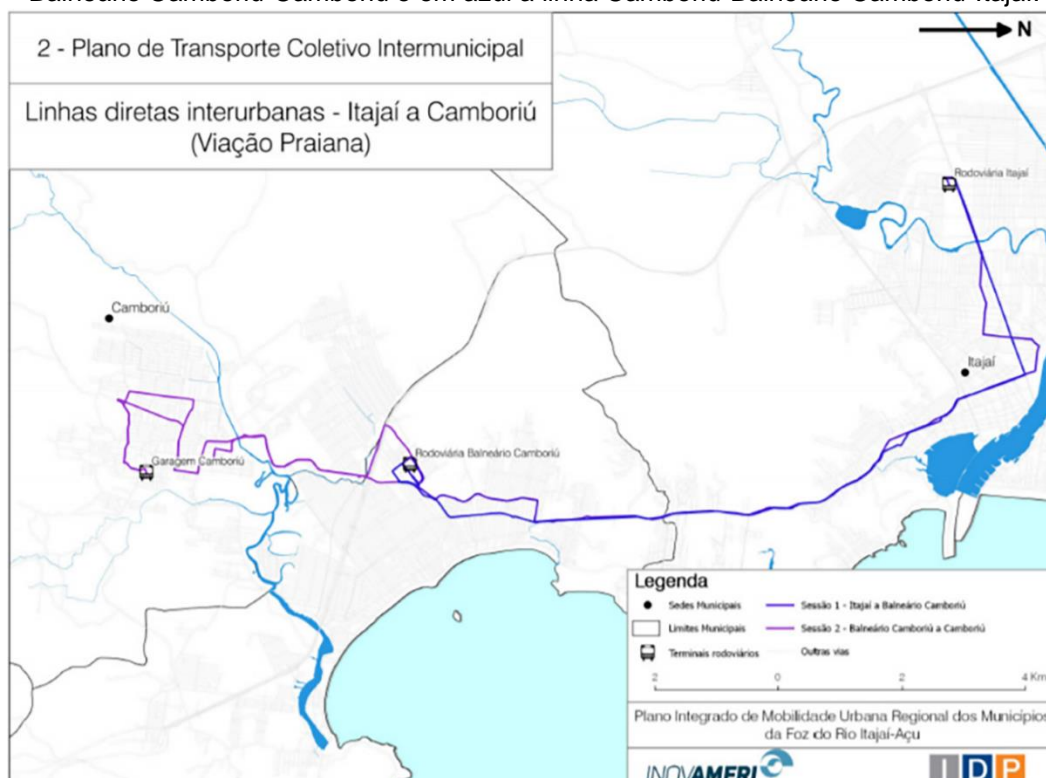 Balneário Camboriú-Camboriú e em azul a linha Camboriú-Balneário Camboriú-Itajaí.
2 - Plano de Transporte Coletivo Intermunicipal
Linhas diretas interurbanas - Itajaí a Camboriú
(Viação Praiana)
N
Rodoviária Itajaí
Camboriú
Itajaí
Rodoviária Balneário Camboriú
Garagem Camboriú
Legenda
Sedes Municipais
Sessão 1 - Itajaí a Balneário Camboriú
Limites Municipais
Sessão 2 - Balneário Camboriú a Camboriú
Terminais rodoviários
Outras vias
2 0 2 4 Km
Plano Integrado de Mobilidade Urbana Regional dos Municípios
da Foz do Rio Itajaí-Açu
INOVAMERI
IDP